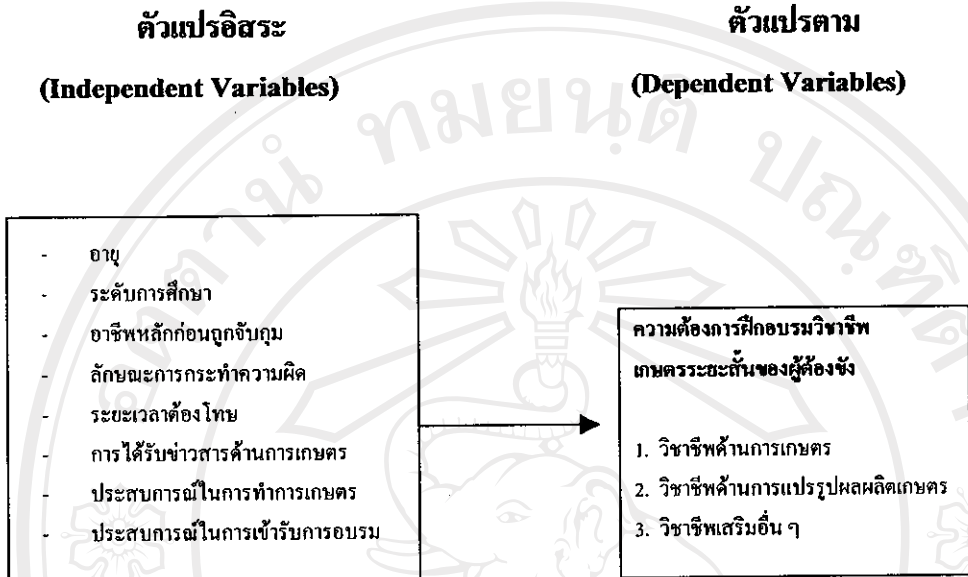 ตัวแปรอิสระ
(Independent Variables)
ตัวแปรตาม
(Dependent Variables)
- อายุ
- ระดับการศึกษา
- อาชีพหลักก่อนถูกจับกุม
- ลักษณะการกระทำความผิด
- ระยะเวลาต้องโทษ
- การได้รับข่าวสารด้านการเกษตร
- ประสบการณ์ในการทำการเกษตร
- ประสบการณ์ในการเข้ารับการอบรม
ความต้องการฝึกอบรมวิชาชีพ
เกษตรระยะสั้นของผู้ต้องขัง
1. วิชาชีพด้านการเกษตร
2. วิชาชีพด้านการแปรรูปผลผลิตเกษตร
3. วิชาชีพเสริมอื่น ๆ